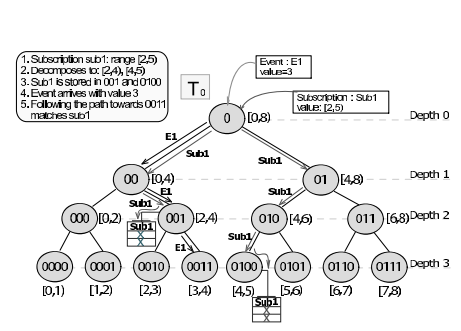 1. Subscription sub1: range [2,5)
2. Decomposes to: [2,4), [4,5)
3. Sub1 is stored in 001 and 0100
4. Event arrives with value 3
5. Following the path towards 0011
matches sub1
T0
Event : E1
value=3
Subscription : Sub1
value: [2,5)
0 [0,8) Depth 0
E1
Sub1 Sub1
00 [0,4) 01 [4,8) Depth 1
E1
Sub1 Sub1
000 [0,2) 001 [2,4) 010 [4,6) 011 [6,8) Depth 2
Sub1
E1 Sub1
0000 0001 0010 0011 0100 0101 0110 0111 Depth 3
[0,1) [1,2) [2,3) [3,4) [4,5) [5,6) [6,7) [7,8)
Sub1